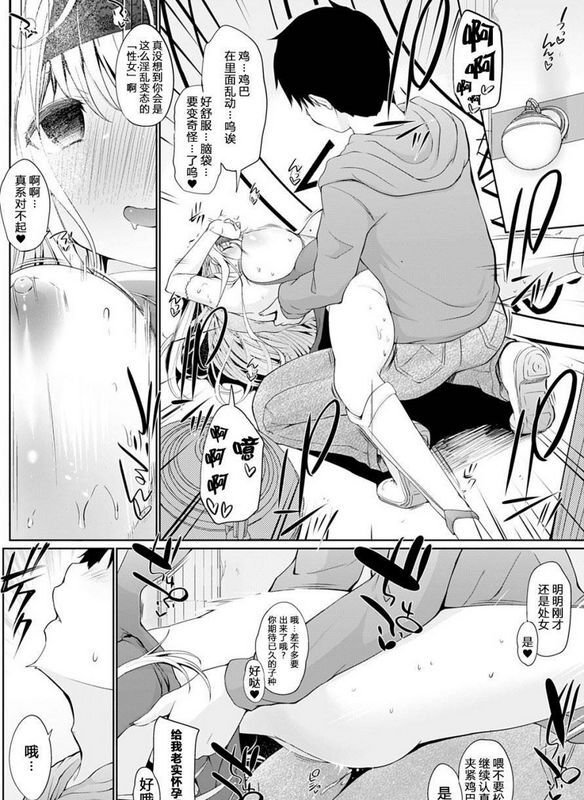 鸡…鸡巴
在里面乱动…呜诶
好舒服…脑袋
要变奇怪…了呜♥
真没想到你会是
这么淫乱变态的
「性女」啊
啊啊…
真系对不起♥
噫
啊啊啊
明明刚才
还是处女
是♥
喂不要松
继续认真
夹紧鸡巴
是
哦…差不多要
出来了哦？
你期待已久的子种
好哒♥
给我老实怀孕
好哦
哦…